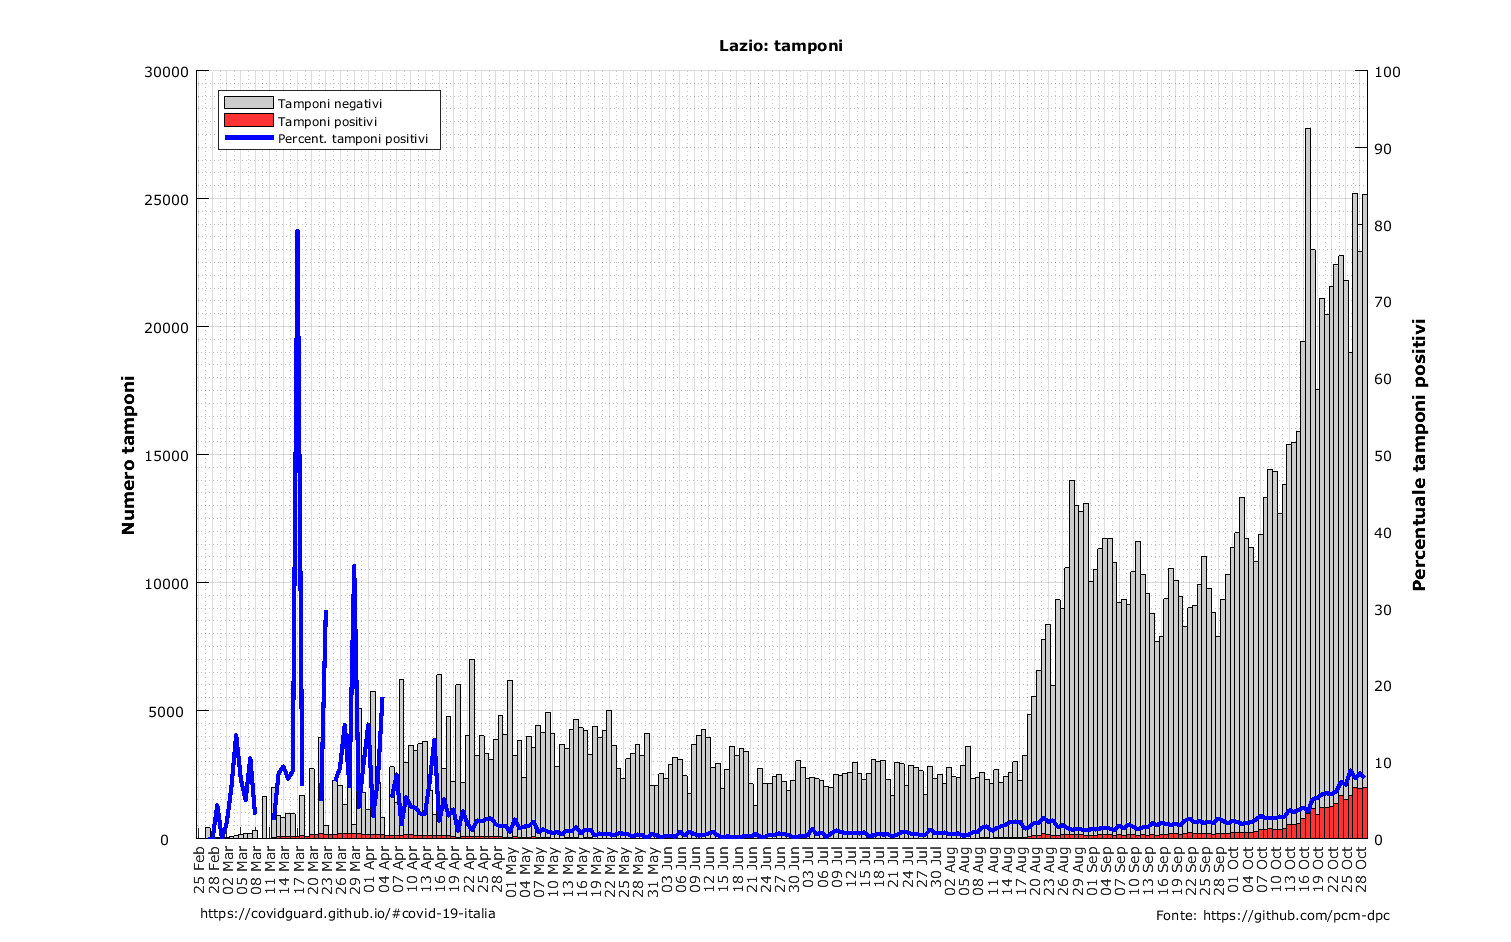 Lazio: tamponi
30000
25000
20000
15000
10000
5000
0
100
90
80
70
60
50
40
30
20
10
0
Tamponi negativi
Tamponi positivi
Percent. tamponi positivi
Numero tamponi
Percentuale tamponi positivi
25 Feb
28 Feb
02 Mar
05 Mar
08 Mar
11 Mar
14 Mar
17 Mar
20 Mar
23 Mar
26 Mar
29 Mar
01 Apr
04 Apr
07 Apr
10 Apr
13 Apr
16 Apr
19 Apr
22 Apr
25 Apr
28 Apr
01 May
04 May
07 May
10 May
13 May
16 May
19 May
22 May
25 May
28 May
31 May
03 Jun
06 Jun
09 Jun
12 Jun
15 Jun
18 Jun
21 Jun
24 Jun
27 Jun
30 Jun
03 Jul
06 Jul
09 Jul
12 Jul
15 Jul
18 Jul
21 Jul
24 Jul
27 Jul
30 Jul
02 Aug
05 Aug
08 Aug
11 Aug
14 Aug
17 Aug
20 Aug
23 Aug
26 Aug
29 Aug
01 Sep
04 Sep
07 Sep
10 Sep
13 Sep
16 Sep
19 Sep
22 Sep
25 Sep
28 Sep
01 Oct
04 Oct
07 Oct
10 Oct
13 Oct
16 Oct
19 Oct
22 Oct
25 Oct
28 Oct
https://covidguard.github.io/#covid-19-italia
Fonte: https://github.com/pcm-dpc